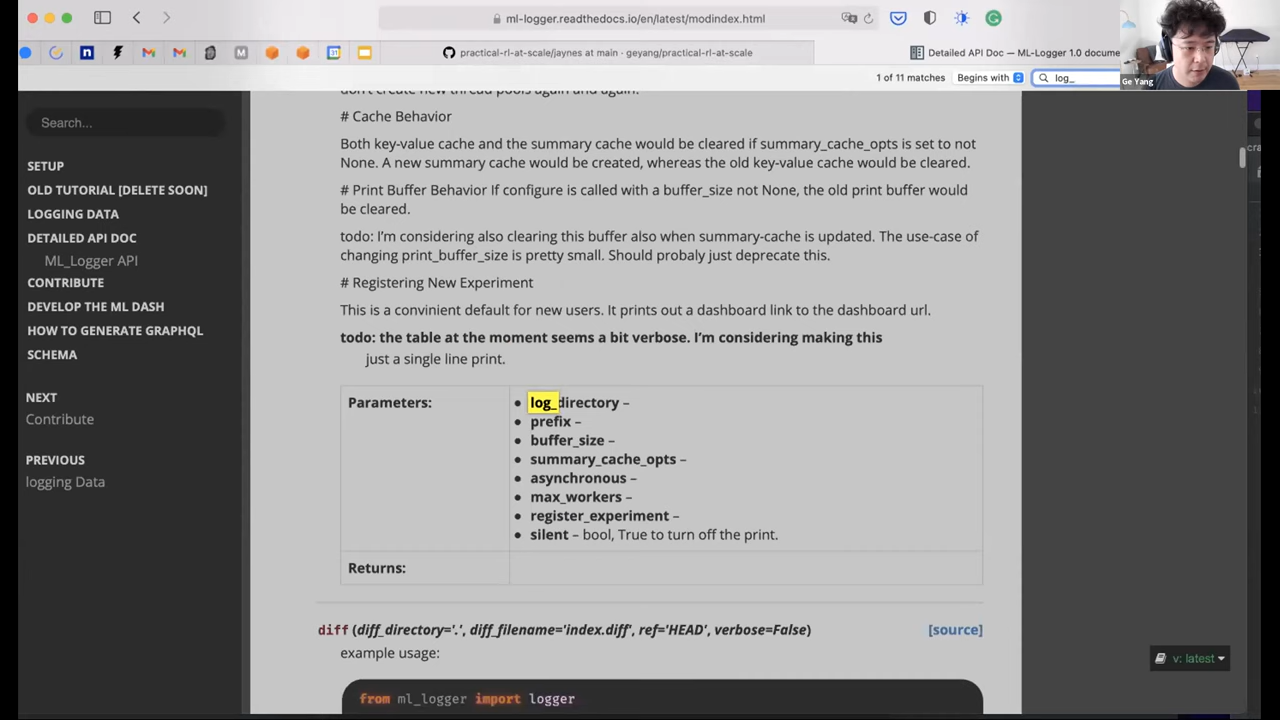 ml-logger.readthedocs.io/en/latest/modindex.html
practical-rl-at-scale/jaynes at main · geyang/practical-rl-at-scale
Detailed API Doc — ML-Logger 1.0 docume
1 of 11 matches
Begins with
log_
Ge Yang
Search...
SETUP
OLD TUTORIAL [DELETE SOON]
LOGGING DATA
DETAILED API DOC
ML_Logger API
CONTRIBUTE
DEVELOP THE ML DASH
HOW TO GENERATE GRAPHQL
SCHEMA
NEXT
Contribute
PREVIOUS
logging Data
don't create new thread pools again and again.
# Cache Behavior
Both key-value cache and the summary cache would be cleared if summary_cache_opts is set to not
None. A new summary cache would be created, whereas the old key-value cache would be cleared.
# Print Buffer Behavior If configure is called with a buffer_size not None, the old print buffer would
be cleared.
todo: I'm considering also clearing this buffer also when summary-cache is updated. The use-case of
changing print_buffer_size is pretty small. Should probaly just deprecate this.
# Registering New Experiment
This is a convinient default for new users. It prints out a dashboard link to the dashboard url.
todo: the table at the moment seems a bit verbose. I'm considering making this
just a single line print.
Parameters:
• log_directory –
• prefix –
• buffer_size –
• summary_cache_opts –
• asynchronous –
• max_workers –
• register_experiment –
• silent – bool, True to turn off the print.
Returns:
diff (diff_directory='.', diff_filename='index.diff', ref='HEAD', verbose=False)
[source]
example usage:
from ml_logger import logger
v: latest